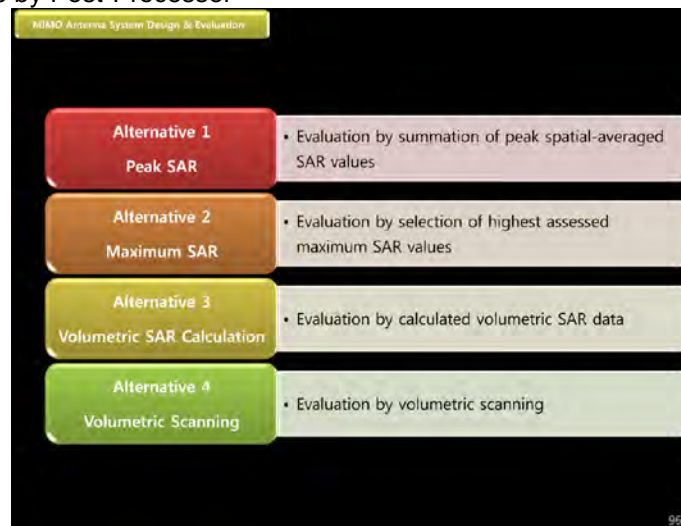 MIMO Antenna System Design & Evaluation
Alternative 1
Peak SAR
• Evaluation by summation of peak spatial-averaged
SAR values
Alternative 2
Maximum SAR
• Evaluation by selection of highest assessed
maximum SAR values
Alternative 3
Volumetric SAR Calculation
• Evaluation by calculated volumetric SAR data
Alternative 4
Volumetric Scanning
• Evaluation by volumetric scanning